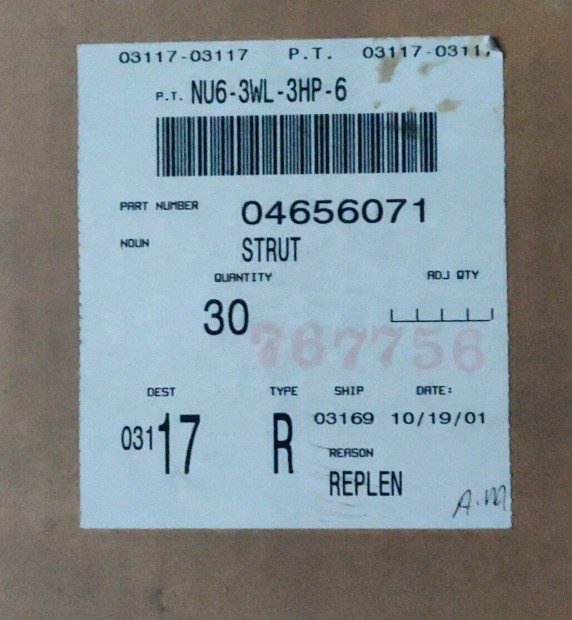 03117-03117 P.T. 03117-0311
P.T. NU6-3WL-3HP-6
PART NUMBER 04656071
NOUN STRUT
QUANTITY ADJ QTY
30
767756
DEST TYPE SHIP DATE:
03117 R 03169 10/19/01
REASON
REPLEN
A.M